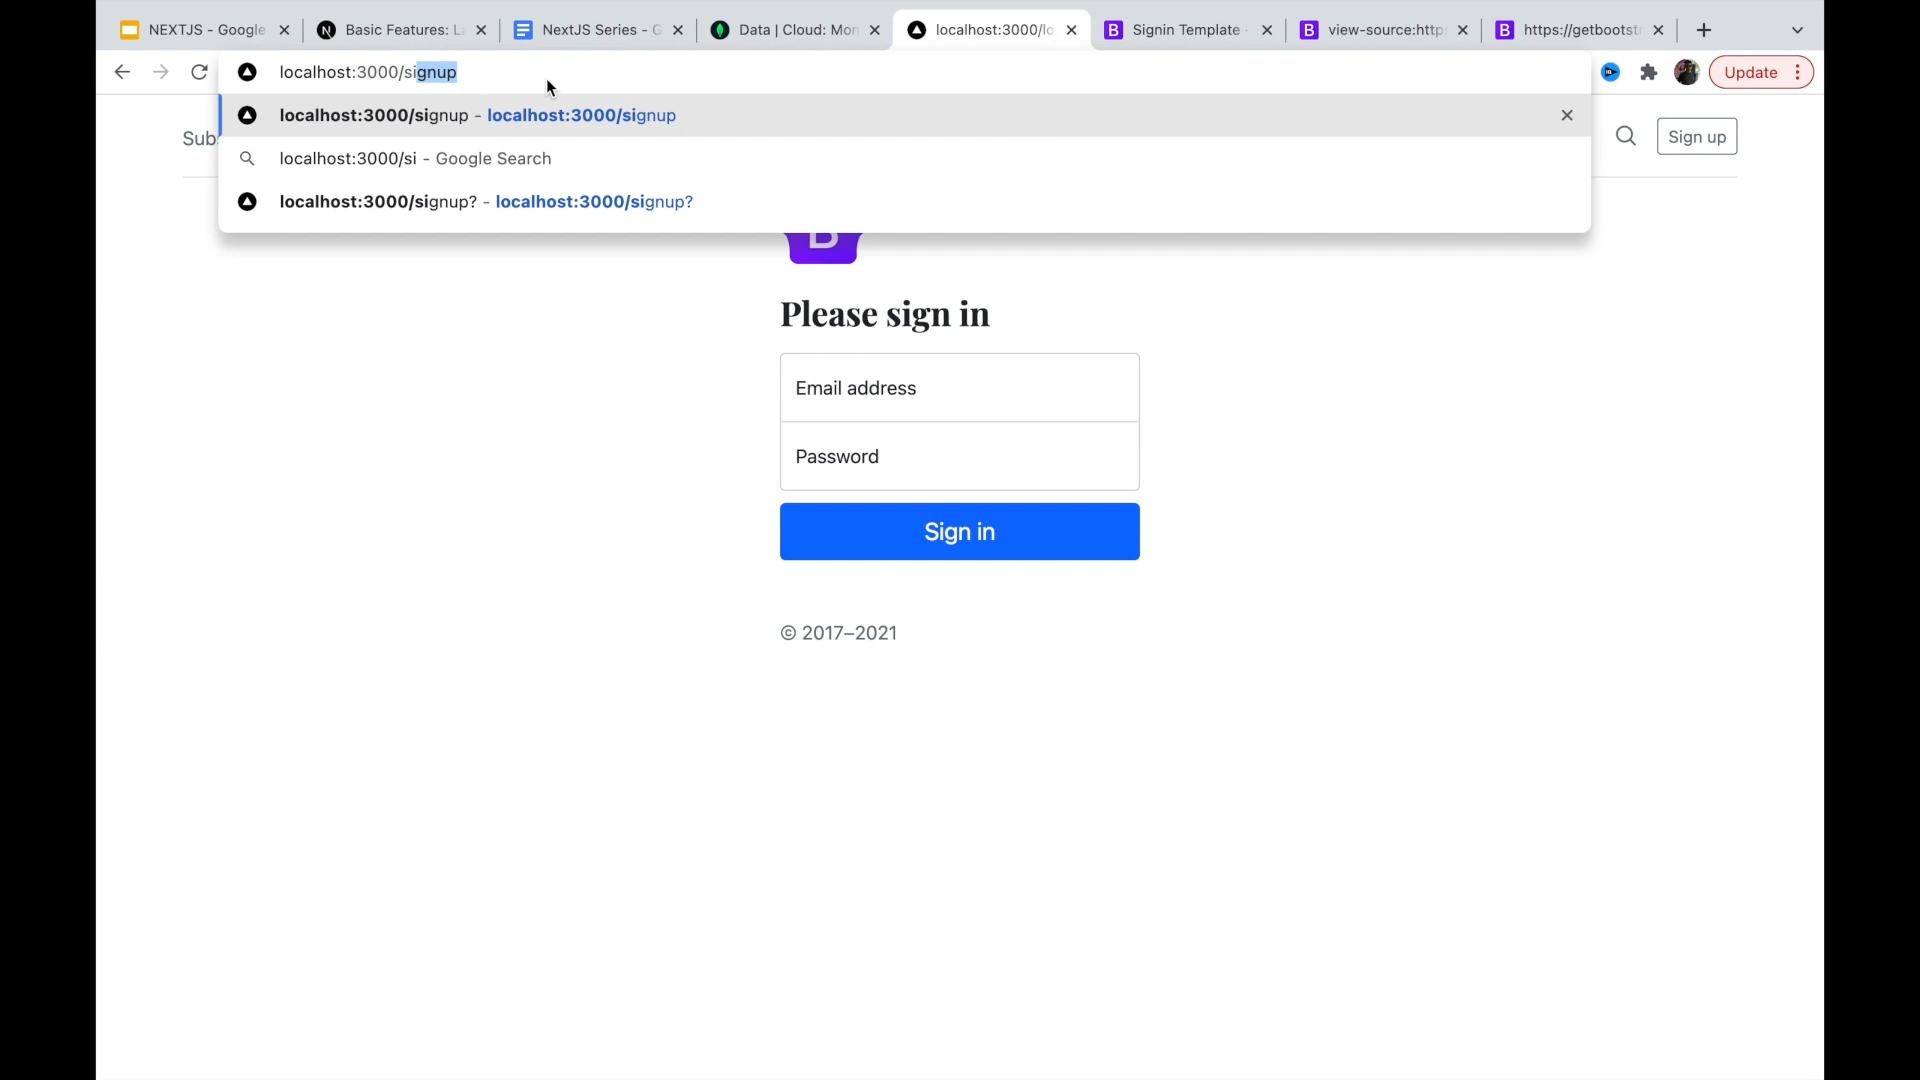 NEXTJS - Google
Basic Features: L
NextJS Series - G
Data | Cloud: Mon
localhost:3000/lo
Signin Template
view-source:http
https://getbootst
localhost:3000/signup
Update
localhost:3000/signup - localhost:3000/signup
localhost:3000/si - Google Search
localhost:3000/signup? - localhost:3000/signup?
Sub
Sign up
B
Please sign in
Email address
Password
Sign in
© 2017–2021